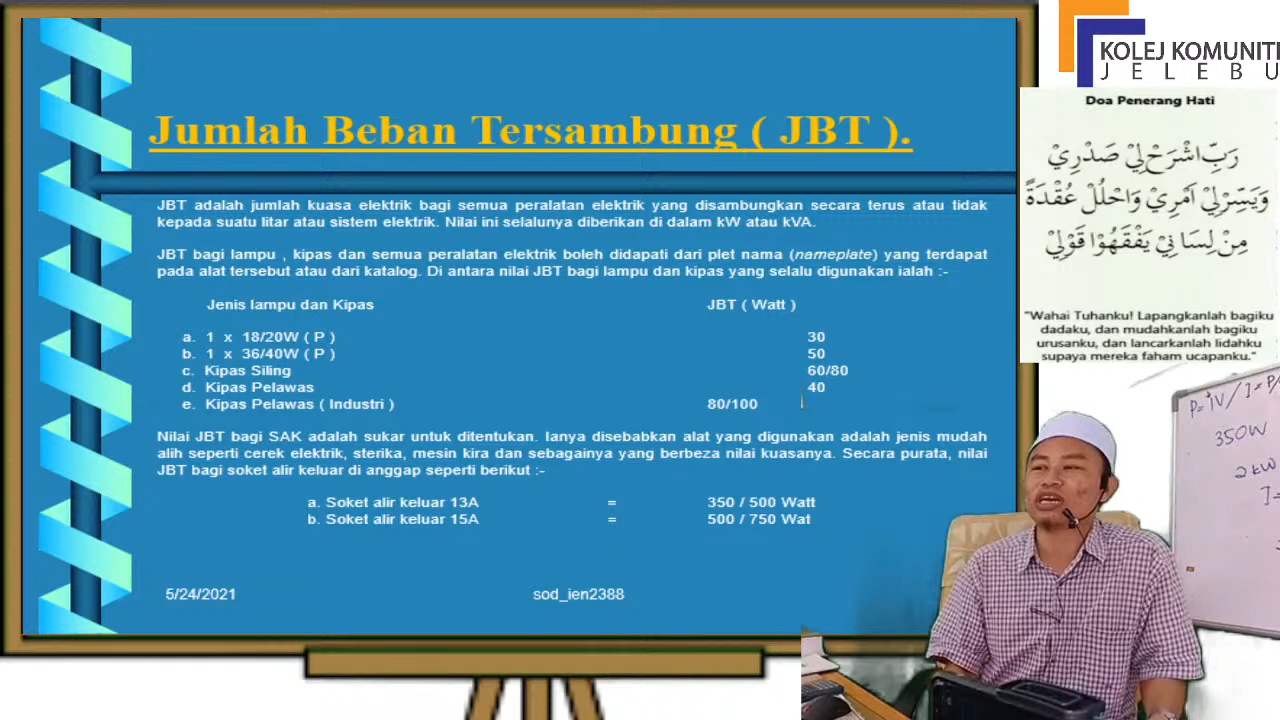 Jumlah Beban Tersambung ( JBT ).
JBT adalah jumlah kuasa elektrik bagi semua peralatan elektrik yang disambungkan secara terus atau tidak
kepada suatu litar atau sistem elektrik. Nilai ini selalunya diberikan di dalam kW atau kVA.
JBT bagi lampu , kipas dan semua peralatan elektrik boleh didapati dari plet nama (nameplate) yang terdapat
pada alat tersebut atau dari katalog. Di antara nilai JBT bagi lampu dan kipas yang selalu digunakan ialah :-
Jenis lampu dan Kipas JBT ( Watt )
a. 1 x 18/20W ( P ) 30
b. 1 x 36/40W ( P ) 50
c. Kipas Siling 60/80
d. Kipas Pelawas 40
e. Kipas Pelawas ( Industri ) 80/100
Nilai JBT bagi SAK adalah sukar untuk ditentukan. Ianya disebabkan alat yang digunakan adalah jenis mudah
alih seperti cerek elektrik, sterika, mesin kira dan sebagainya yang berbeza nilai kuasanya. Secara purata, nilai
JBT bagi soket alir keluar di anggap seperti berikut :-
a. Soket alir keluar 13A = 350 / 500 Watt
b. Soket alir keluar 15A = 500 / 750 Wat
5/24/2021 sod_ien2388
KOLEJ KOMUNITI
JELEBU
Doa Penerang Hati
رَبِّ اشْرَحْ لِيْ صَدْرِيْ
وَيَسِّرْ لِيْ اَمْرِيْ وَاحْلُلْ عُقْدَةً
مِنْ لِسَا نِيْ يَفْقَهُوْا قَوْلِيْ
"Wahai Tuhanku! Lapangkanlah bagiku
dadaku, dan mudahkanlah bagiku
urusanku, dan lancarkanlah lidahku
supaya mereka faham ucapanku."
P=IV / I=P/
350W
2kW
I=